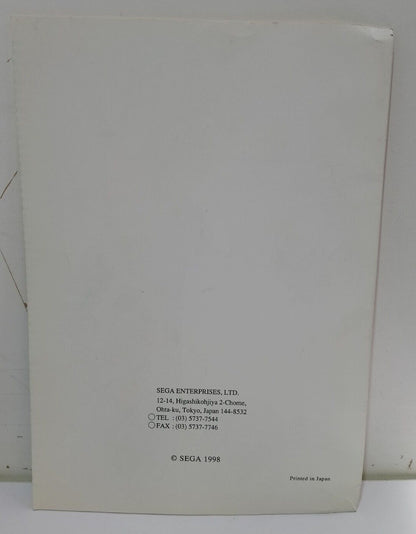 SEGA ENTERPRISES, LTD.
12-14, Higashikohjiya 2-Chome,
Ohta-ku, Tokyo, Japan 144-8532
○TEL : (03) 5737-7544
○FAX : (03) 5737-7746
© SEGA 1998
Printed in Japan